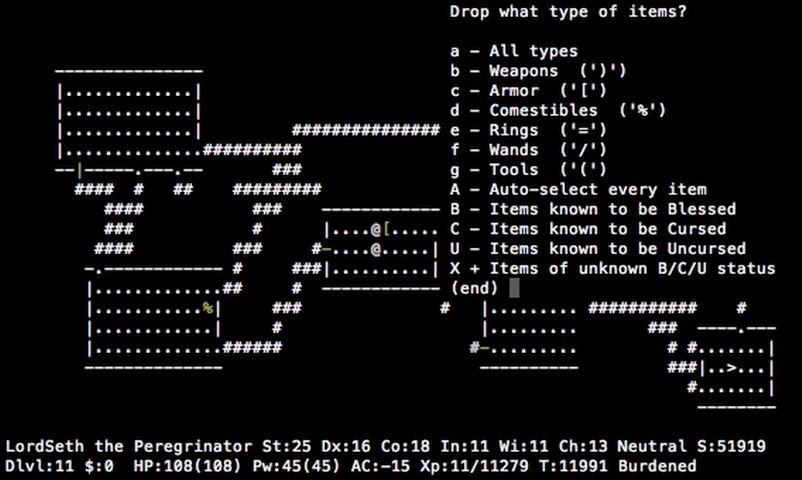 Drop what type of items?
a - All types
b - Weapons (')')
c - Armor ('[')
d - Comestibles ('%')
e - Rings ('=')
f - Wands ('/')
g - Tools ('(')
A - Auto-select every item
B - Items known to be Blessed
C - Items known to be Cursed
U - Items known to be Uncursed
X + Items of unknown B/C/U status
(end)
LordSeth the Peregrinator St:25 Dx:16 Co:18 In:11 Wi:11 Ch:13 Neutral S:51919
Dlvl:11 $:0 HP:108(108) Pw:45(45) AC:-15 Xp:11/11279 T:11991 Burdened